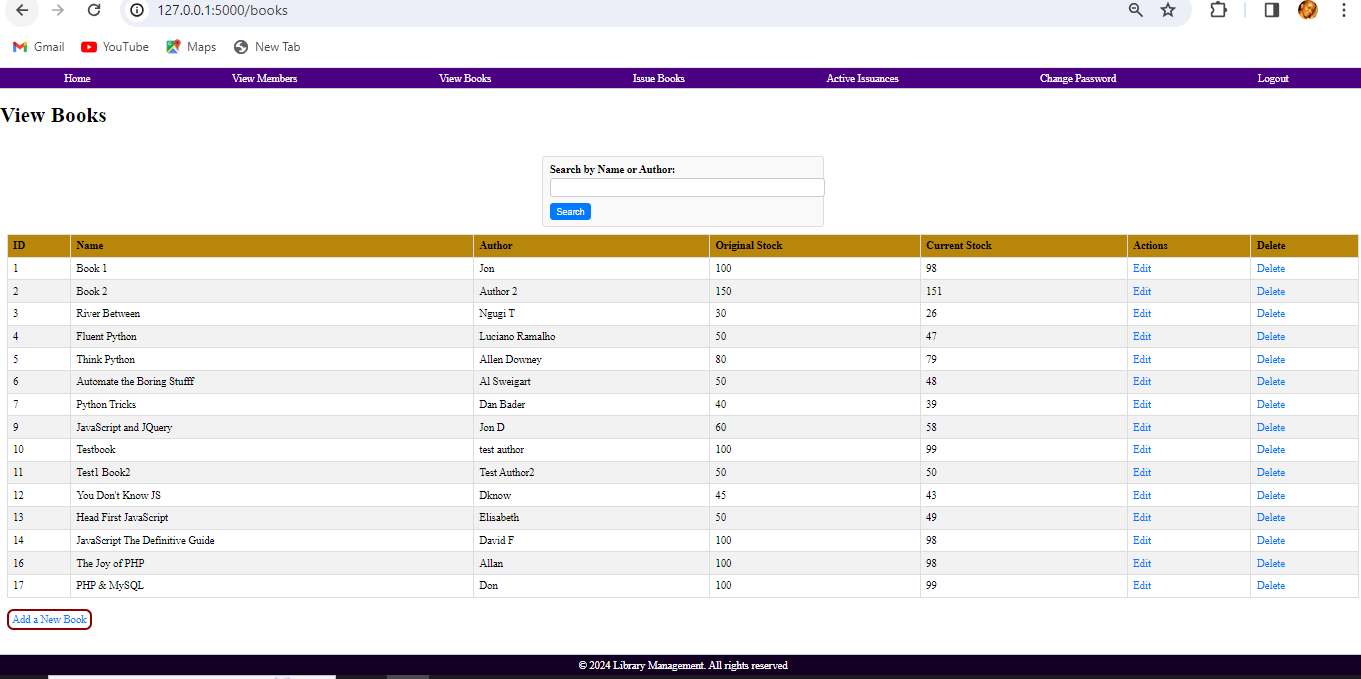 127.0.0.1:5000/books
Gmail YouTube Maps New Tab
Home View Members View Books Issue Books Active Issuances Change Password Logout
View Books
Search by Name or Author:
Search
ID Name Author Original Stock Current Stock Actions Delete
1 Book 1 Jon 100 98 Edit Delete
2 Book 2 Author 2 150 151 Edit Delete
3 River Between Ngugi T 30 26 Edit Delete
4 Fluent Python Luciano Ramalho 50 47 Edit Delete
5 Think Python Allen Downey 80 79 Edit Delete
6 Automate the Boring Stufff Al Sweigart 50 48 Edit Delete
7 Python Tricks Dan Bader 40 39 Edit Delete
9 JavaScript and JQuery Jon D 60 58 Edit Delete
10 Testbook test author 100 99 Edit Delete
11 Test1 Book2 Test Author2 50 50 Edit Delete
12 You Don't Know JS Dknow 45 43 Edit Delete
13 Head First JavaScript Elisabeth 50 49 Edit Delete
14 JavaScript The Definitive Guide David F 100 98 Edit Delete
16 The Joy of PHP Allan 100 98 Edit Delete
17 PHP & MySQL Don 100 99 Edit Delete
Add a New Book
© 2024 Library Management. All rights reserved